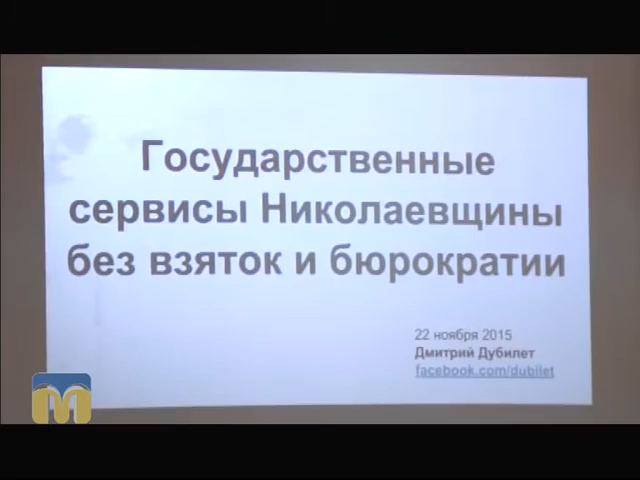 Государственные
сервисы Николаевщины
без взяток и бюрократии
22 ноября 2015
Дмитрий Дубилет
facebook.com/dubilet
M